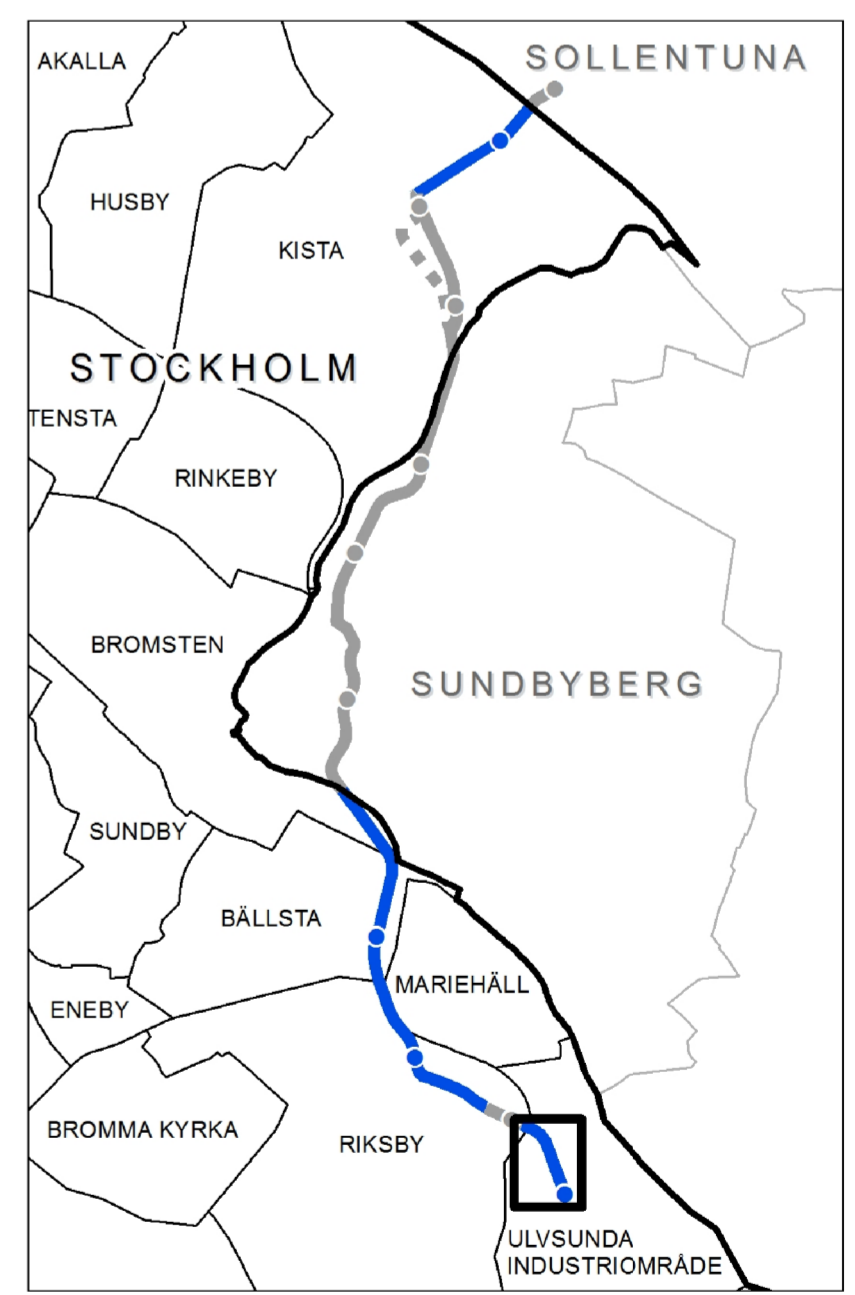 SOLLENTUNA
AKALLA
HUSBY
KISTA
STOCKHOLM
TENSTA
RINKEBY
BROMSTEN
SUNDBYBERG
SUNDBY
BÄLLSTA
MARIEHÄLL
ENEBY
BROMMA KYRKA
RIKSBY
ULVSUNDA
INDUSTRIOMRÅDE